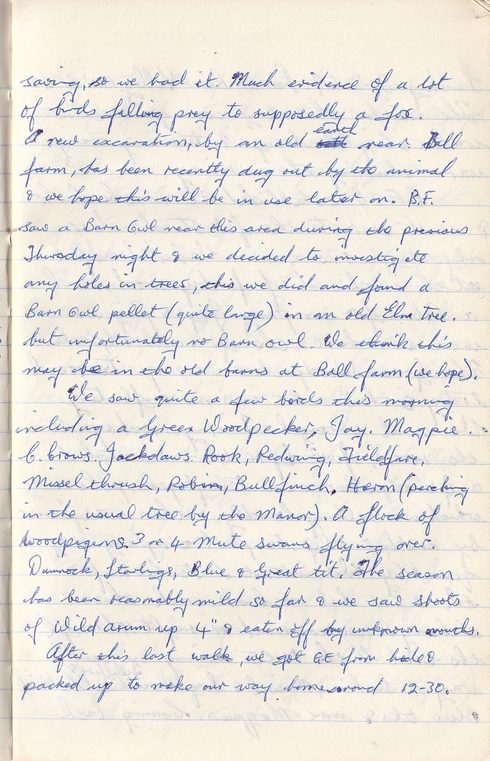 saving, so we had it. Much evidence of a lot
of birds falling prey to supposedly a fox.
A new excavation, by an old earth near Ball
farm, has been recently dug out by the animal
& we hope this will be in use later on. B.F.
saw a Barn Owl near this area during the previous
Thursday night & we decided to investigate
any holes in trees, this we did and found a
Barn Owl pellet (quite large) in an old Elm Tree.
but unfortunately no Barn owl. We think this
may be in the old barns at Ball farm (we hope).
We saw quite a few birds this morning
including a Green Woodpecker, Jay. Magpie.
C. Crows. Jackdaws. Rook, Redwing, Fieldfare,
Missel thrush, Robin, Bullfinch, Heron (perching
in the usual tree by the Manor). A flock of
Woodpigins. 3 or 4 Mute swans flying over.
Dunnock, Starlings, Blue & Great tit. The season
has been reasonably mild so far & we saw shoots
of Wild arum up 4" & eaten off by unknown mouths.
After this last walk, we got from hide &
packed up to make our way home around 12-30.